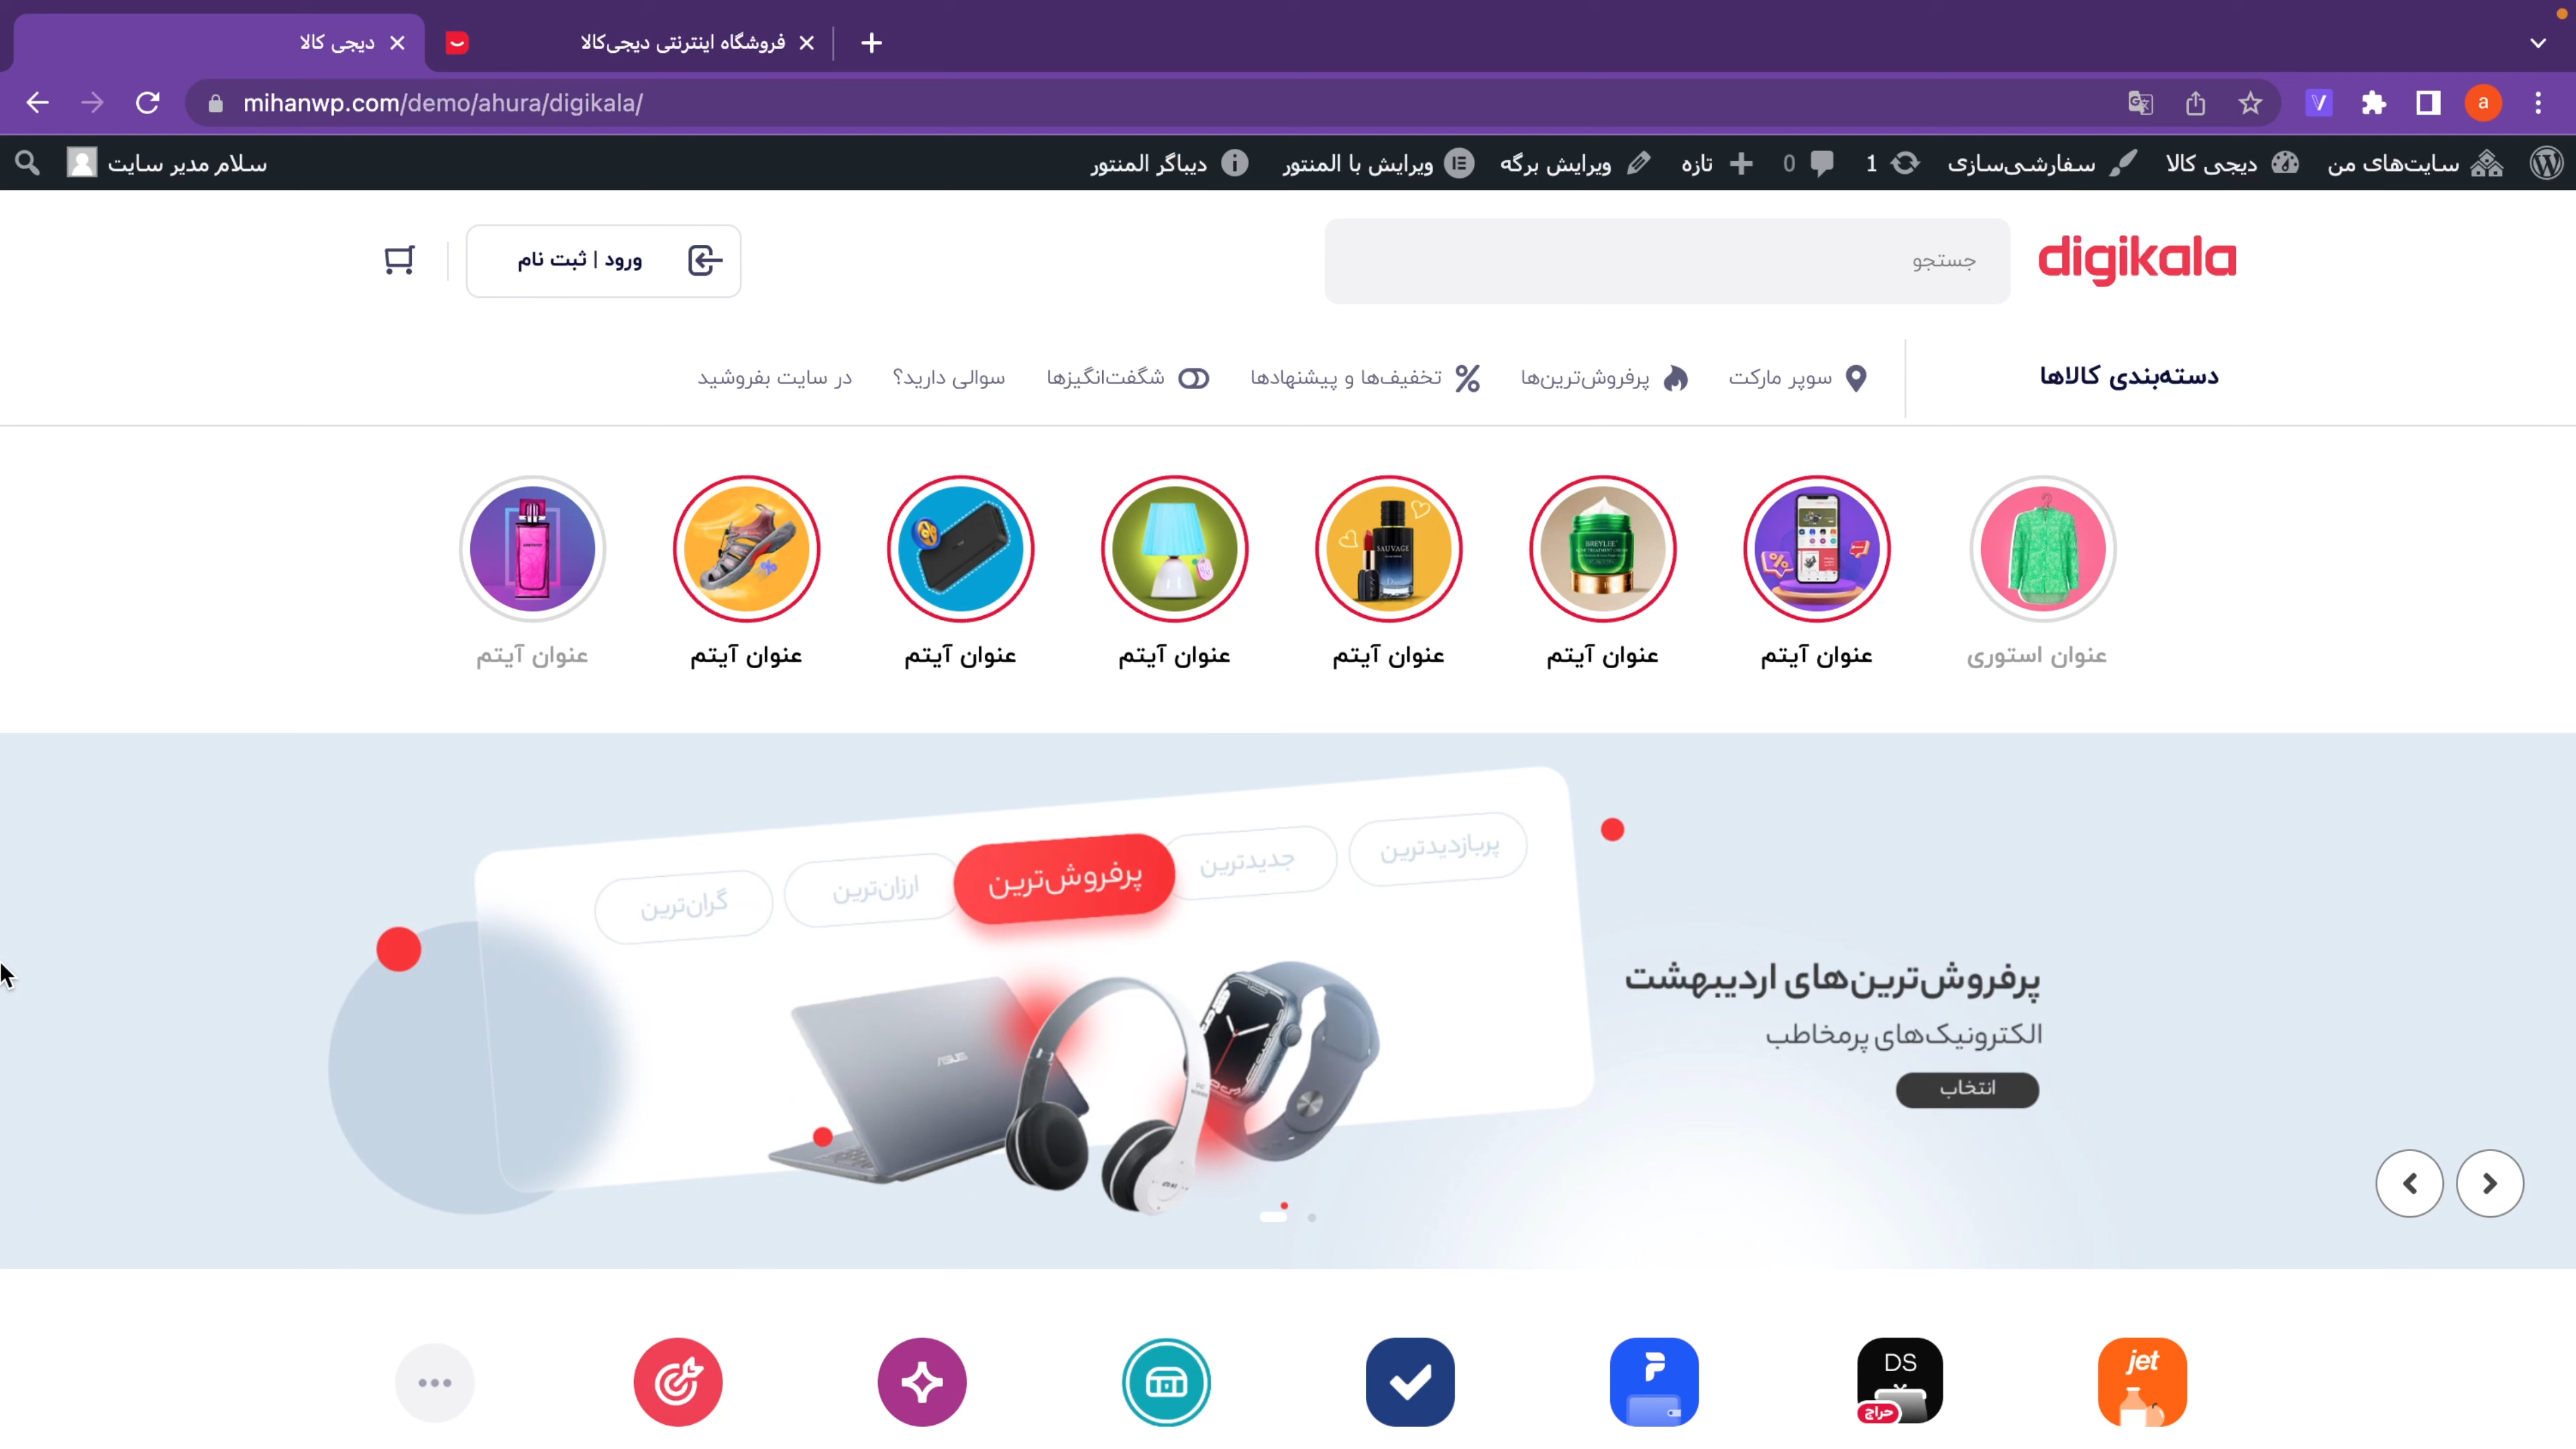 دیجی کالا
فروشگاه اینترنتی دیجی‌کالا
mihanwp.com/demo/ahura/digikala/
a
سایت‌های من
دیجی کالا
سفارشی‌سازی
1
0
تازه
ویرایش برگه
ویرایش با المنتور
دیباگر المنتور
سلام مدیر سایت
digikala
جستجو
ورود | ثبت نام
دسته‌بندی کالاها
سوپر مارکت
پرفروش‌ترین‌ها
تخفیف‌ها و پیشنهادها
شگفت‌انگیزها
سوالی دارید؟
در سایت بفروشید
BREYLEE
SAUVAGE
Dior
عنوان استوری
عنوان آیتم
عنوان آیتم
عنوان آیتم
عنوان آیتم
عنوان آیتم
عنوان آیتم
عنوان آیتم
پربازدیدترین
جدیدترین
پرفروش‌ترین
ارزان‌ترین
گران‌ترین
پرفروش‌ترین‌های اردیبهشت
الکترونیک‌های پرمخاطب
انتخاب
ASUS
jet
DS
حراج